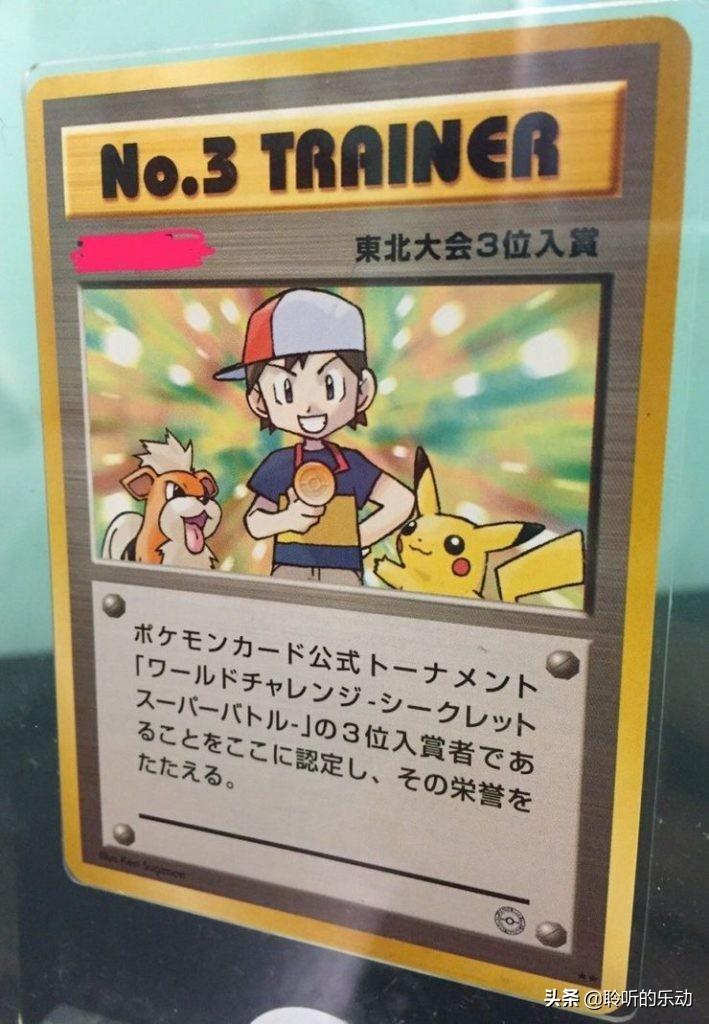 No.3 TRAINER
東北大会3位入賞
ポケモンカード公式トーナメント
「ワールドチャレンジ-シークレット
スーパーバトル-」の3位入賞者であ
ることをここに認定し、その栄誉を
たたえる。
Illus. Ken Sugimori
★★
头条 @聆听的乐动